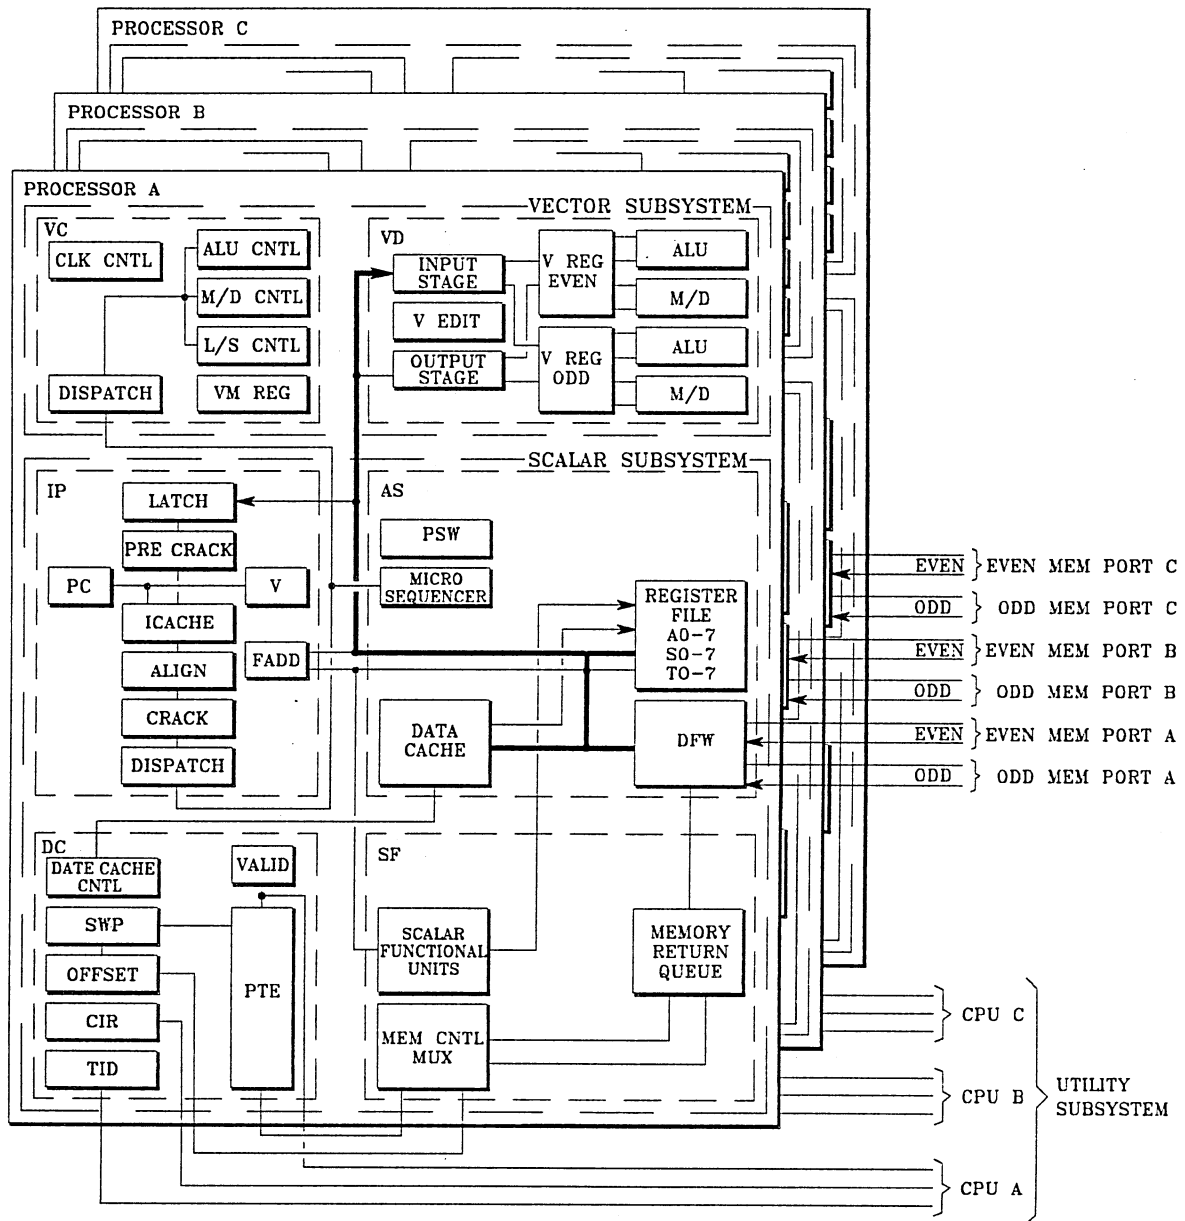 PROCESSOR C
PROCESSOR B
PROCESSOR A
VECTOR SUBSYSTEM
VC
CLK CNTL
ALU CNTL
M/D CNTL
L/S CNTL
DISPATCH
VM REG
VD
INPUT
STAGE
V EDIT
OUTPUT
STAGE
V REG
EVEN
V REG
ODD
ALU
M/D
ALU
M/D
SCALAR SUBSYSTEM
IP
LATCH
PRE CRACK
PC
V
ICACHE
ALIGN
FADD
CRACK
DISPATCH
AS
PSW
MICRO
SEQUENCER
REGISTER
FILE
AO-7
SO-7
TO-7
DATA
CACHE
DFW
EVEN
EVEN MEM PORT C
ODD
ODD MEM PORT C
EVEN
EVEN MEM PORT B
ODD
ODD MEM PORT B
EVEN
EVEN MEM PORT A
ODD
ODD MEM PORT A
DC
DATE CACHE
CNTL
VALID
SWP
OFFSET
CIR
TID
PTE
SF
SCALAR
FUNCTIONAL
UNITS
MEM CNTL
MUX
MEMORY
RETURN
QUEUE
CPU C
CPU B
CPU A
UTILITY
SUBSYSTEM